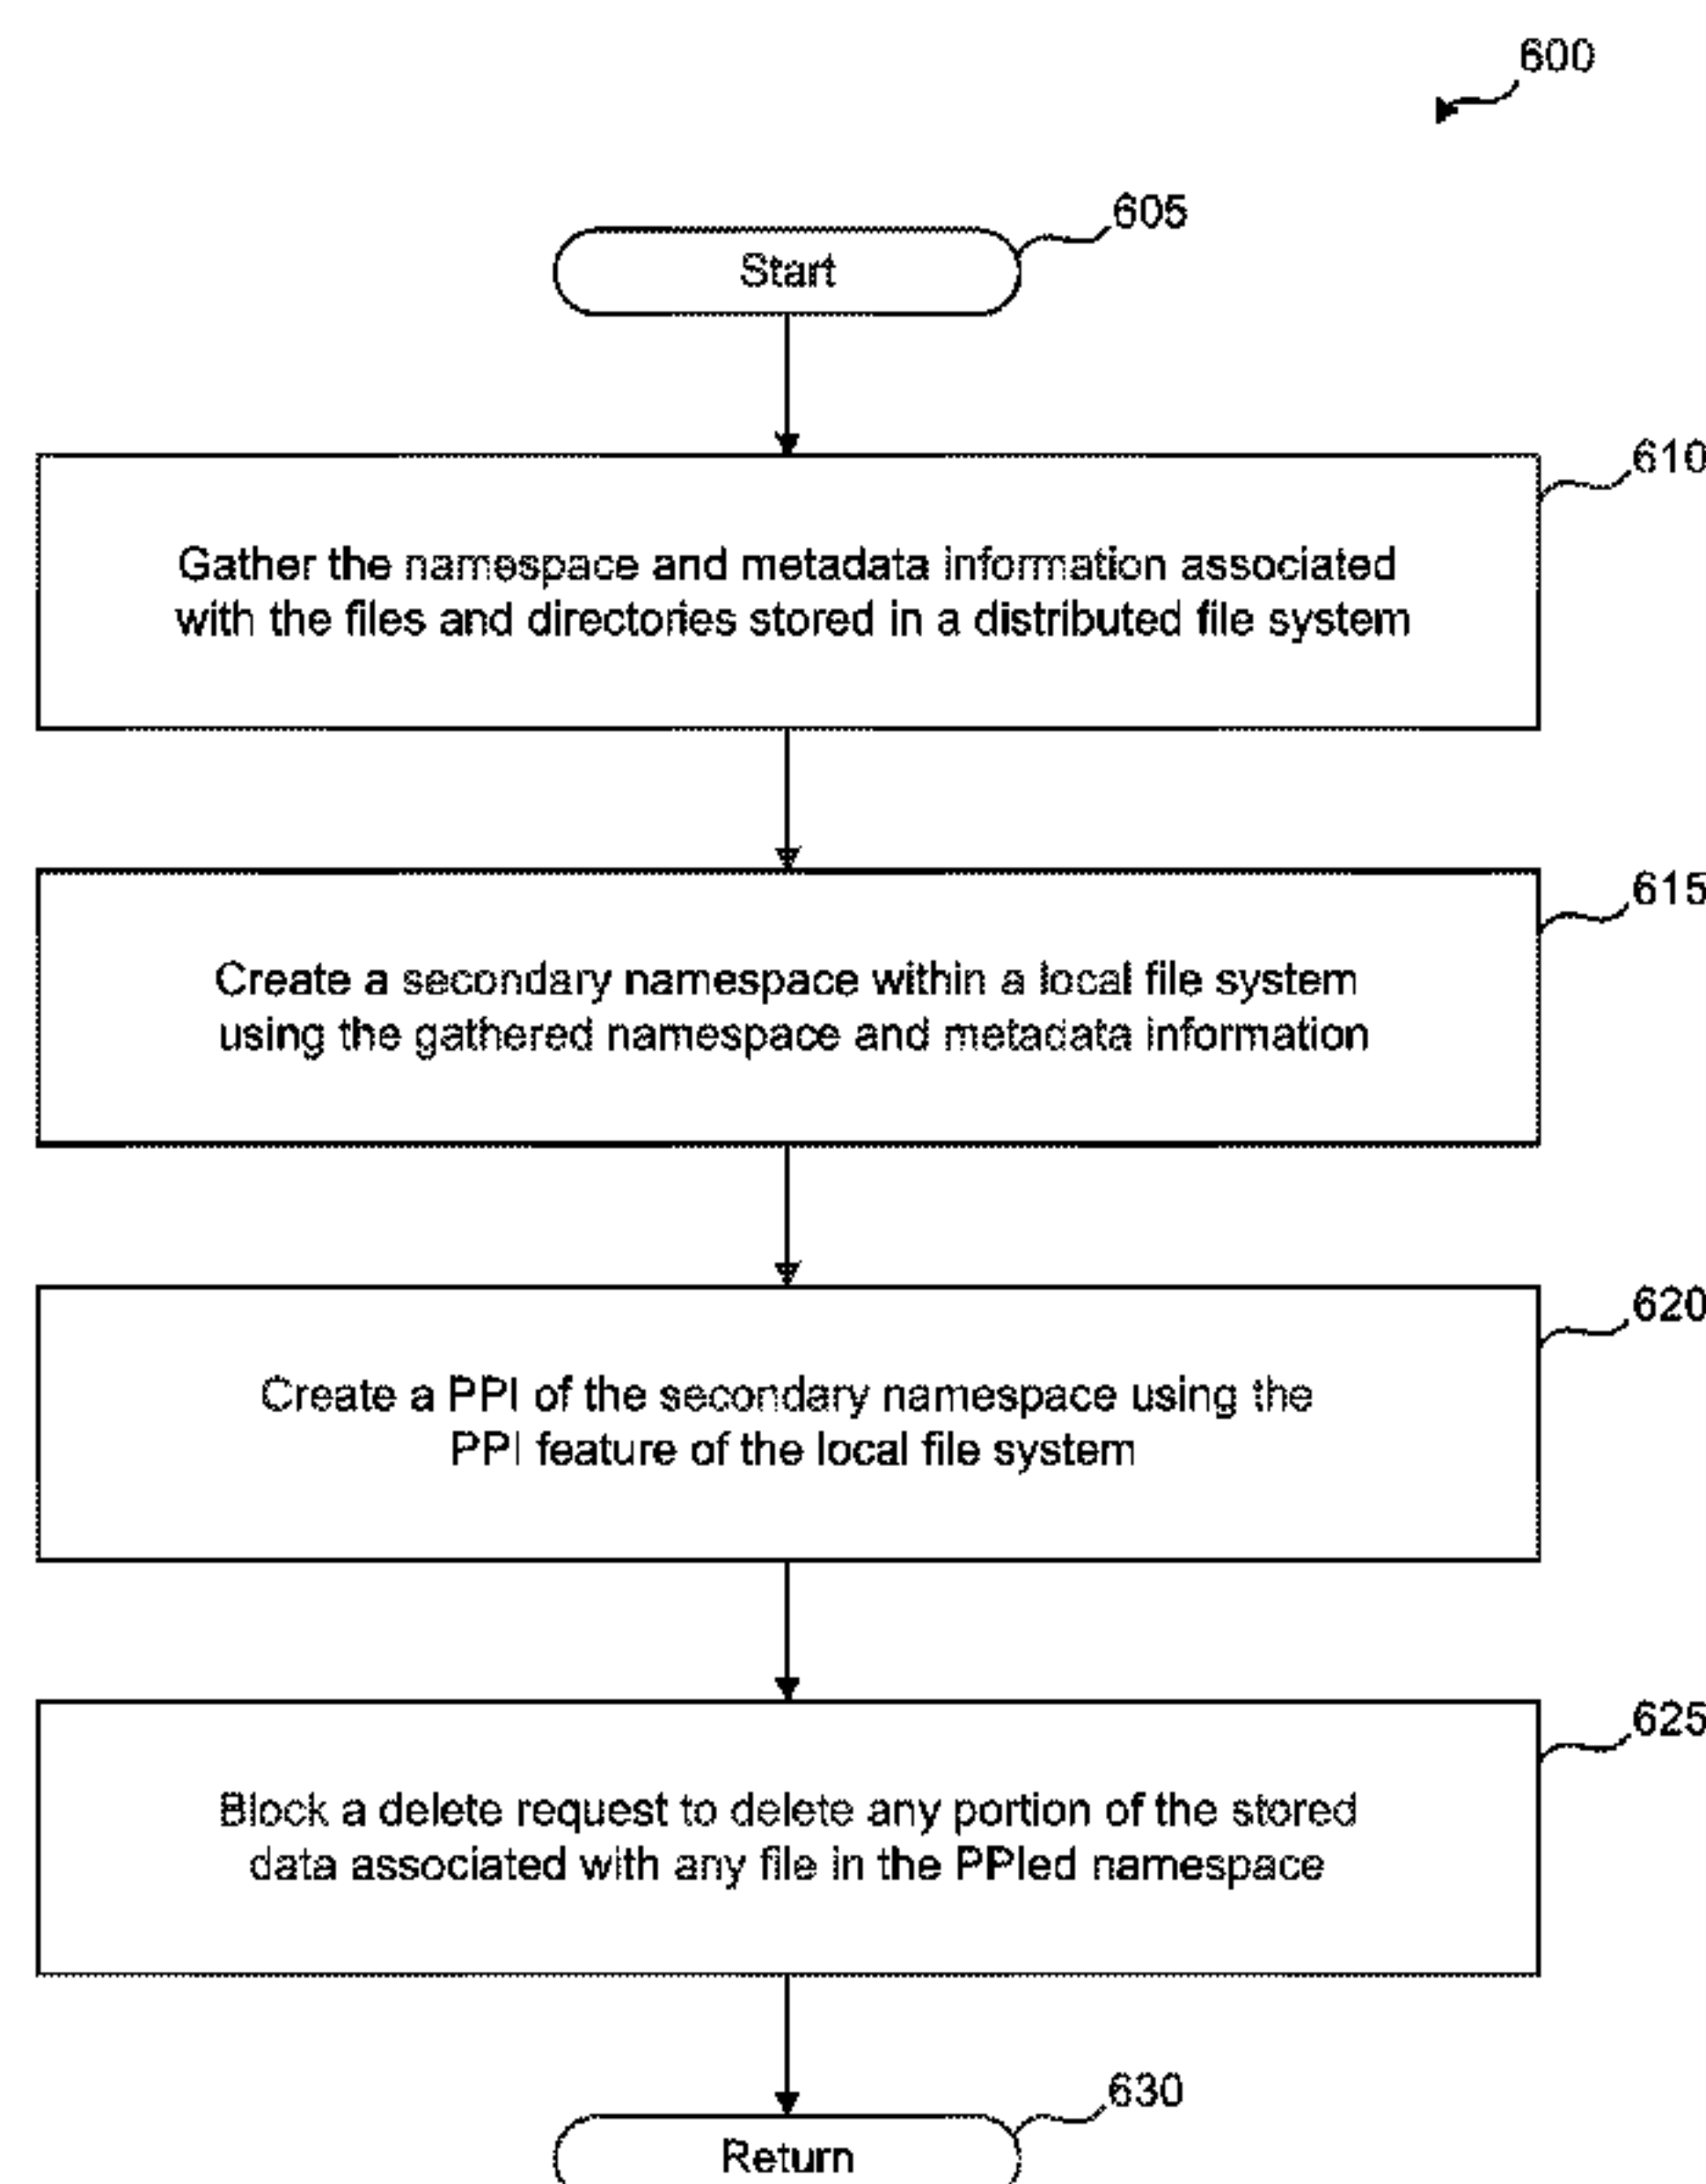 600
605
Start
610
Gather the namespace and metadata information associated
with the files and directories stored in a distributed file system
615
Create a secondary namespace within a local file system
using the gathered namespace and metadata information
620
Create a PPI of the secondary namespace using the
PPI feature of the local file system
625
Block a delete request to delete any portion of the stored
data associated with any file in the PPIed namespace
630
Return